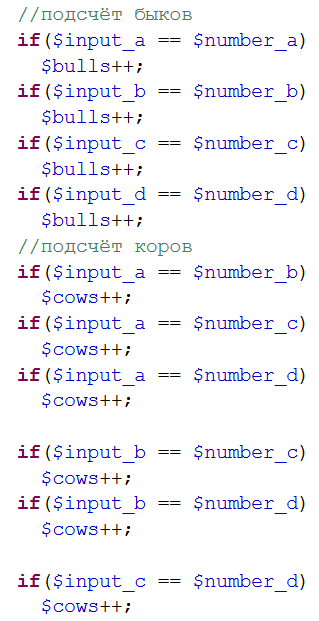 //подсчёт быков
if($input_a == $number_a)
  $bulls++;
if($input_b == $number_b)
  $bulls++;
if($input_c == $number_c)
  $bulls++;
if($input_d == $number_d)
  $bulls++;
//подсчёт коров
if($input_a == $number_b)
  $cows++;
if($input_a == $number_c)
  $cows++;
if($input_a == $number_d)
  $cows++;

if($input_b == $number_c)
  $cows++;
if($input_b == $number_d)
  $cows++;

if($input_c == $number_d)
  $cows++;